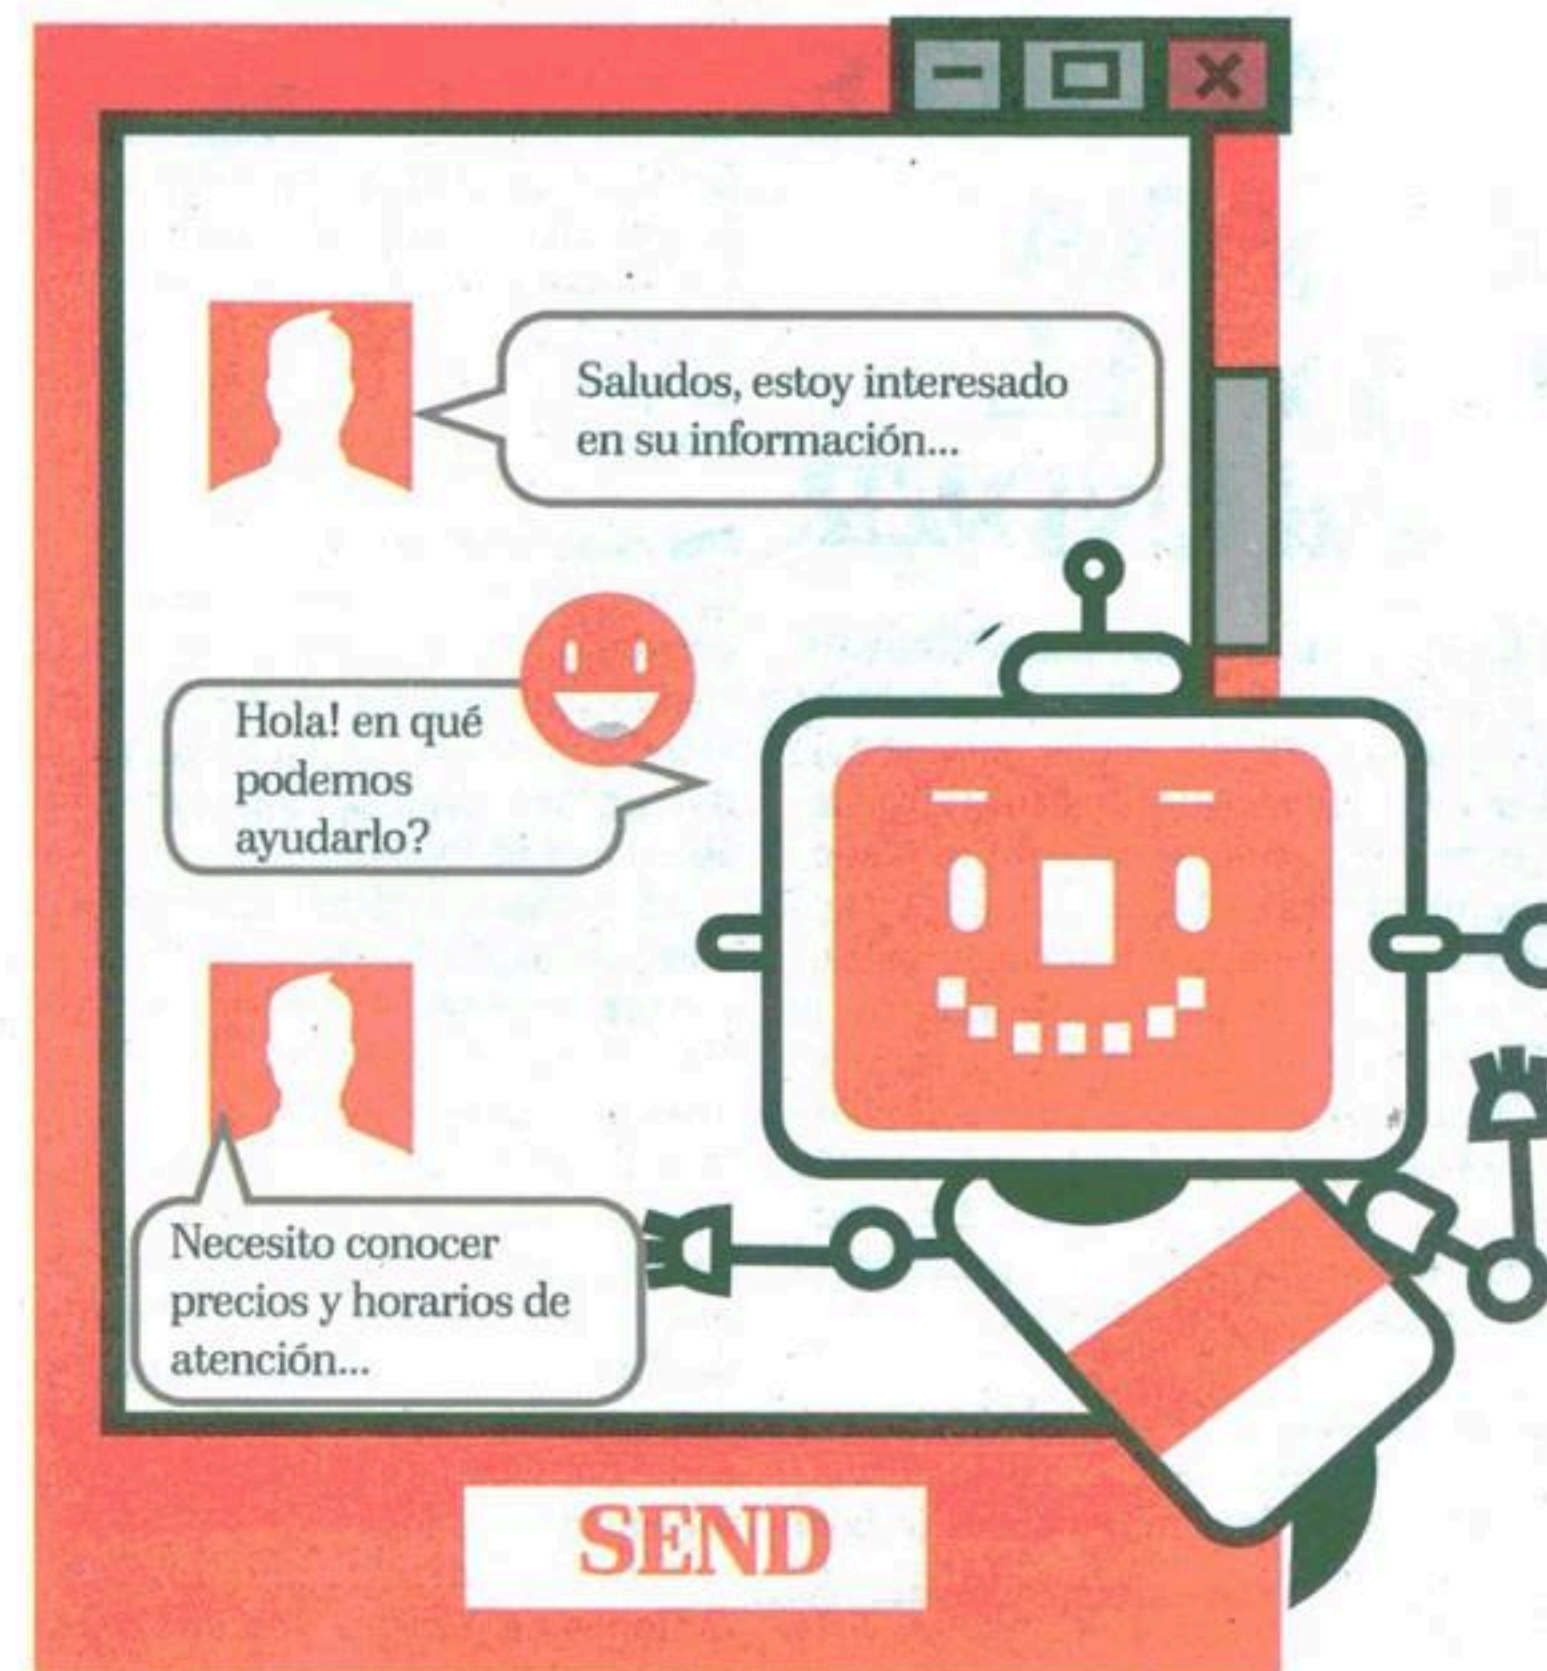 Saludos, estoy interesado
en su información...
Hola! en qué
podemos
ayudarlo?
Necesito conocer
precios y horarios de
atención...
SEND